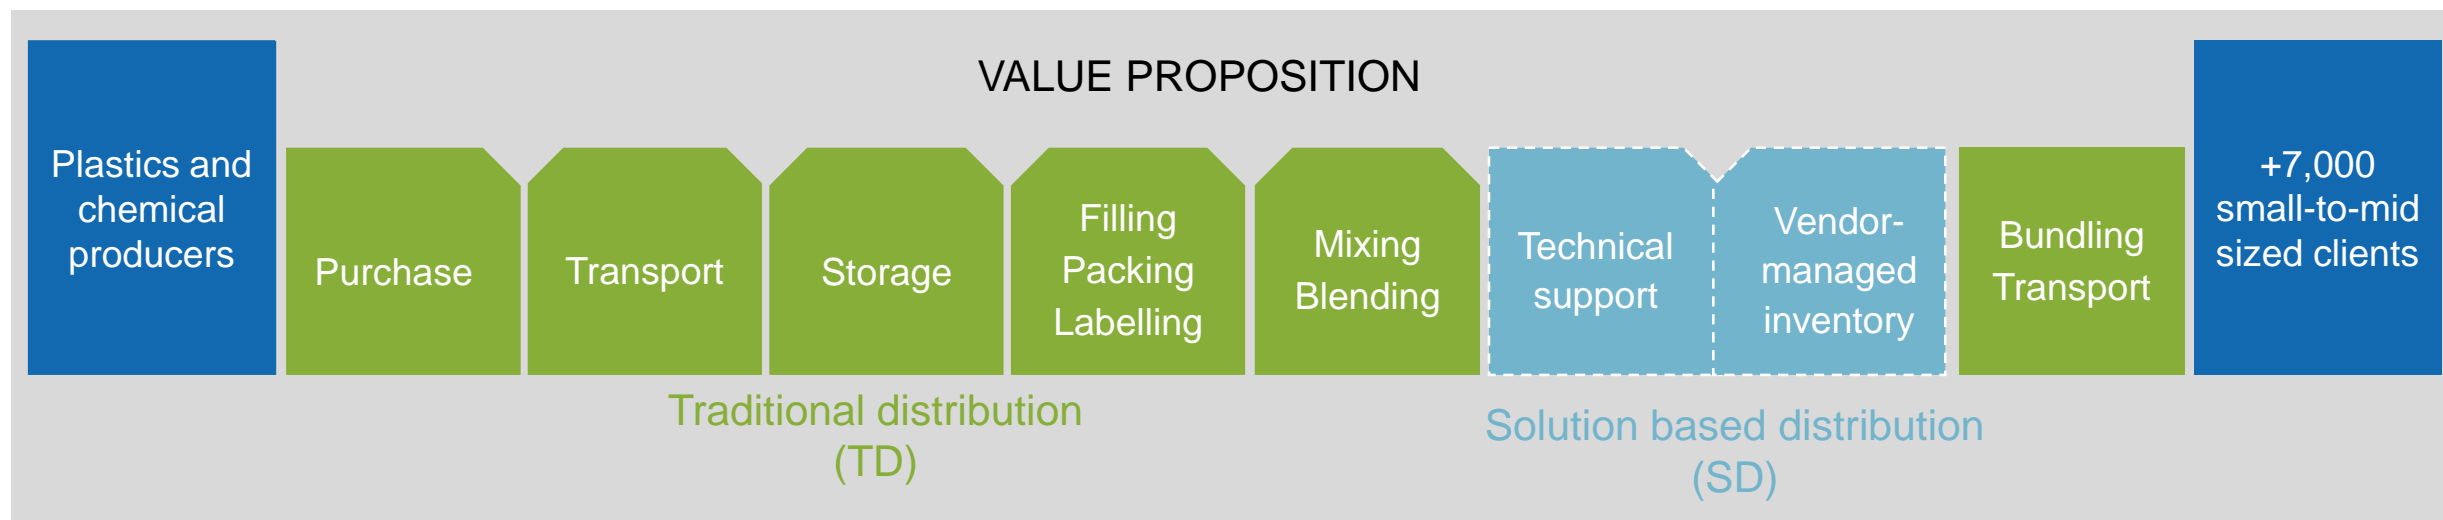 VALUE PROPOSITION
Plastics and
chemical
producers
Purchase
Transport
Storage
Filling
Packing
Labelling
Mixing
Blending
Technical
support
Vendor-
managed
inventory
Bundling
Transport
+7,000
small-to-mid
sized clients
Traditional distribution
(TD)
Solution based distribution
(SD)